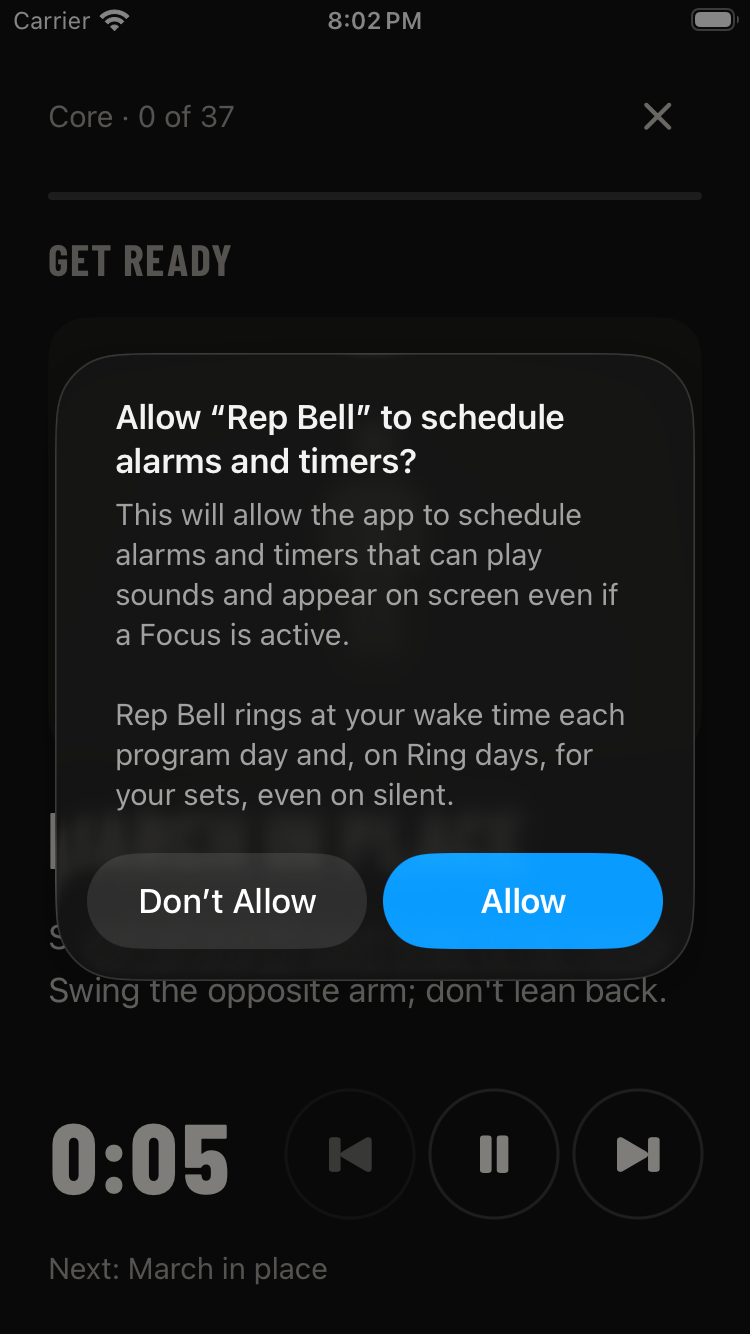 Carrier 8:02 PM
Core · 0 of 37
GET READY
Allow “Rep Bell” to schedule
alarms and timers?
This will allow the app to schedule
alarms and timers that can play
sounds and appear on screen even if
a Focus is active.
Rep Bell rings at your wake time each
program day and, on Ring days, for
your sets, even on silent.
Don’t Allow
Allow
Swing the opposite arm; don't lean back.
0:05
Next: March in place